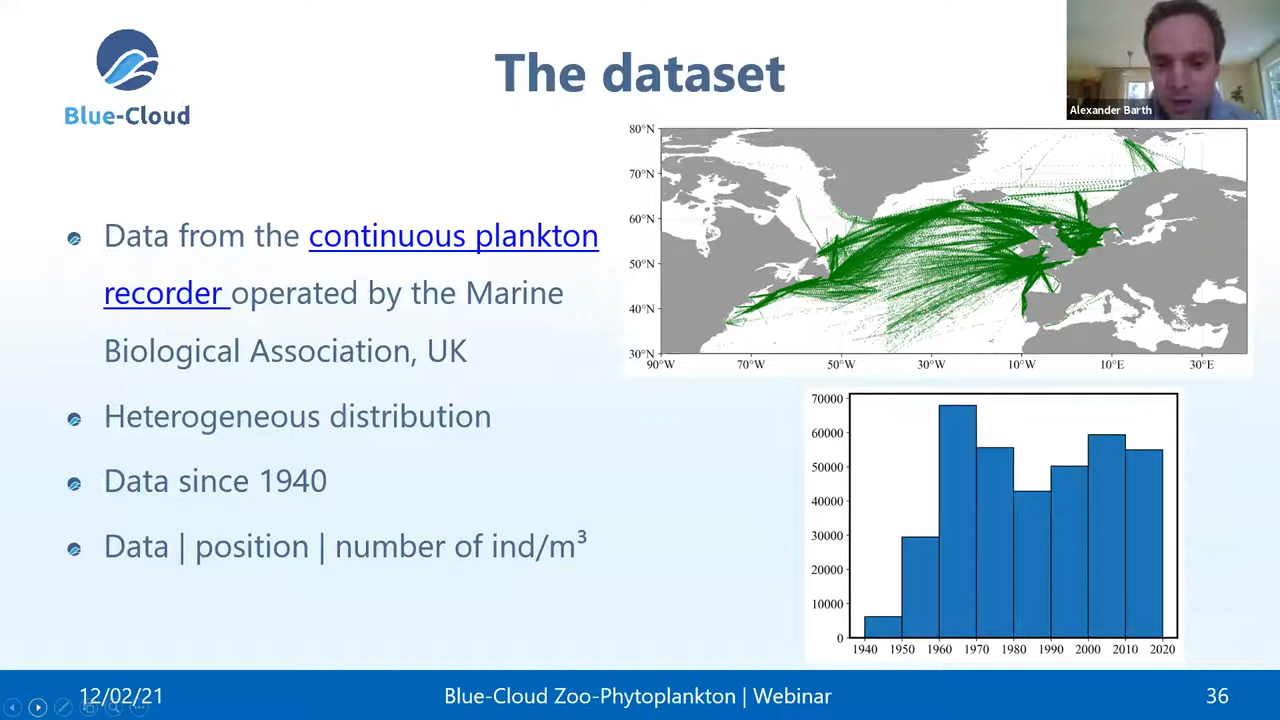 Blue-Cloud
The dataset
Alexander Barth
Data from the continuous plankton
recorder operated by the Marine
Biological Association, UK
Heterogeneous distribution
Data since 1940
Data | position | number of ind/m³
80°N
70°N
60°N
50°N
40°N
30°N
90°W 70°W 50°W 30°W 10°W 10°E 30°E
70000
60000
50000
40000
30000
20000
10000
0
1940 1950 1960 1970 1980 1990 2000 2010 2020
12/02/21
Blue-Cloud Zoo-Phytoplankton | Webinar
36